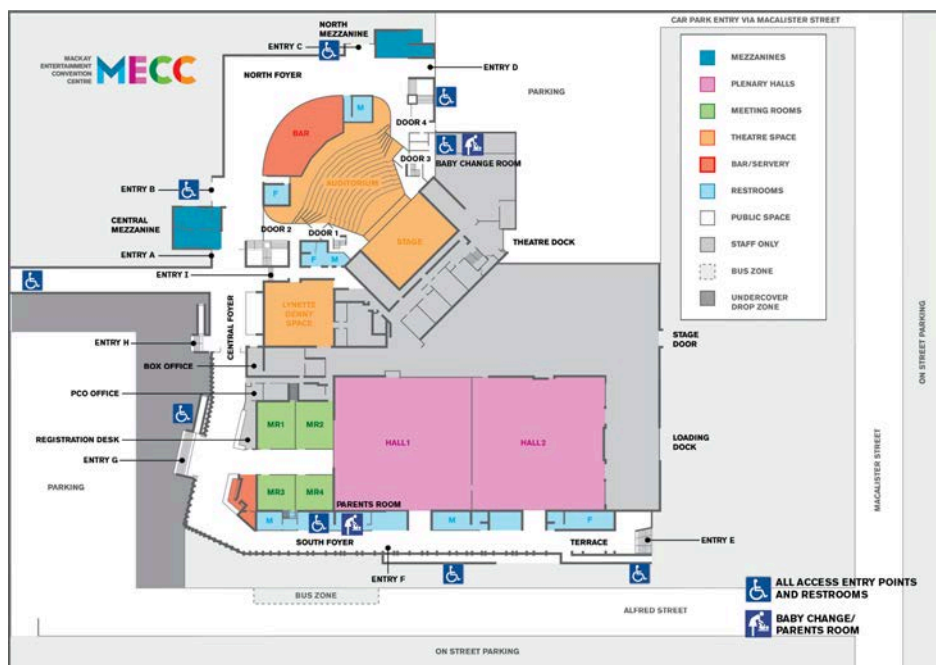 MACKAY
ENTERTAINMENT
CONVENTION
CENTRE
MECC
NORTH
MEZZANINE
ENTRY C
NORTH FOYER
ENTRY D
PARKING
CAR PARK ENTRY VIA MACALISTER STREET
MEZZANINES
PLENARY HALLS
MEETING ROOMS
THEATRE SPACE
BAR/SERVERY
RESTROOMS
PUBLIC SPACE
STAFF ONLY
BUS ZONE
UNDERCOVER
DROP ZONE
M
BAR
DOOR 4
DOOR 3
BABY CHANGE ROOM
AUDITORIUM
ENTRY B
F
CENTRAL
MEZZANINE
DOOR 2
DOOR 1
STAGE
THEATRE DOCK
ENTRY A
F
M
ENTRY I
LYNETTE
DENNY
SPACE
CENTRAL FOYER
ENTRY H
BOX OFFICE
STAGE
DOOR
ON STREET PARKING
PCO OFFICE
MR1
MR2
HALL1
HALL2
REGISTRATION DESK
LOADING
DOCK
ENTRY G
PARKING
MR3
MR4
PARENTS ROOM
MACALISTER STREET
M
M
F
SOUTH FOYER
TERRACE
ENTRY E
ENTRY F
BUS ZONE
ALL ACCESS ENTRY POINTS
AND RESTROOMS
ALFRED STREET
BABY CHANGE/
PARENTS ROOM
ON STREET PARKING